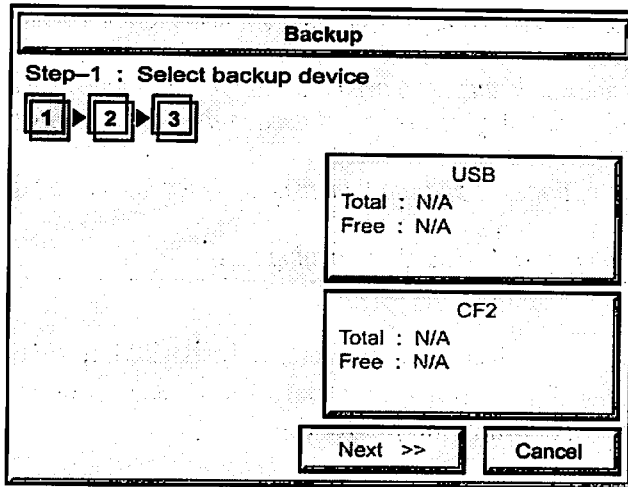 Backup
Step–1 : Select backup device
1 2 3
USB
Total : N/A
Free : N/A
CF2
Total : N/A
Free : N/A
Next >>
Cancel